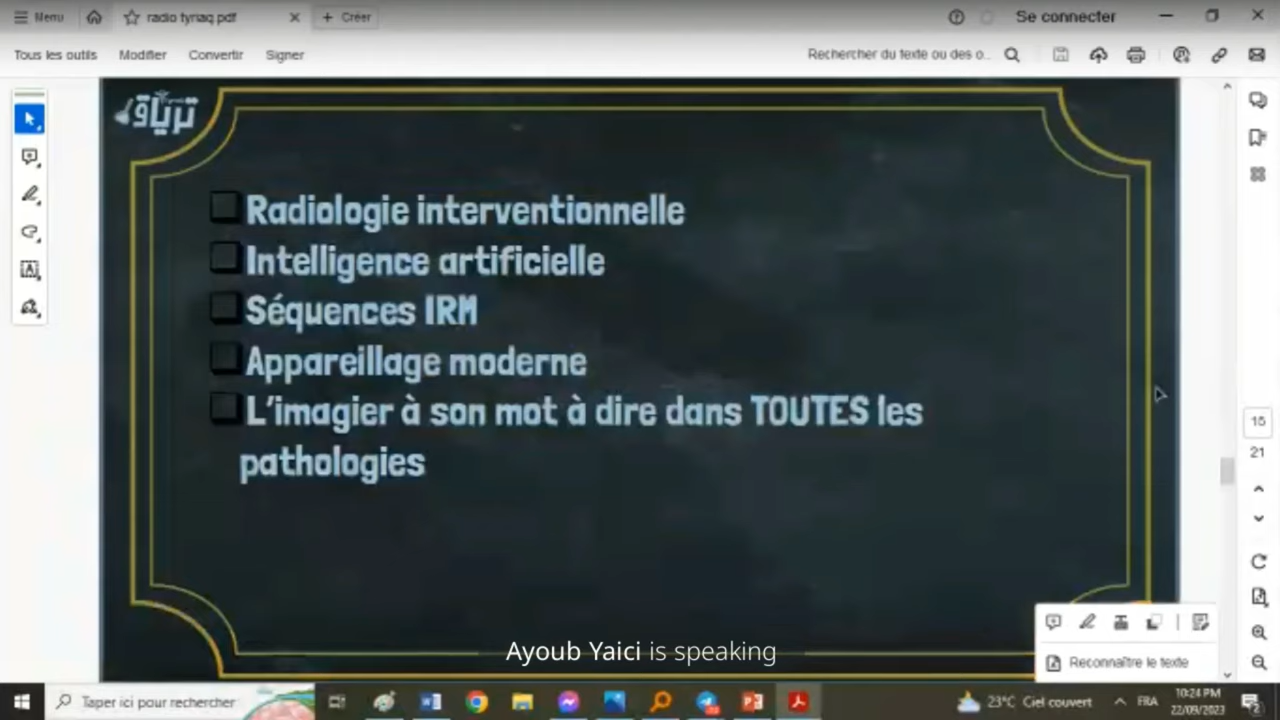 Menu
radio tyriaq.pdf
+ Créer
Se connecter
Tous les outils
Modifier
Convertir
Signer
Rechercher du texte ou des o...
ترياق
Radiologie interventionnelle
Intelligence artificielle
Séquences IRM
Appareillage moderne
L'imagier à son mot à dire dans TOUTES les
pathologies
15
21
Ayoub Yaici is speaking
Reconnaître le texte
Taper ici pour rechercher
23°C Ciel couvert
FRA
10:24 PM
22/09/2023